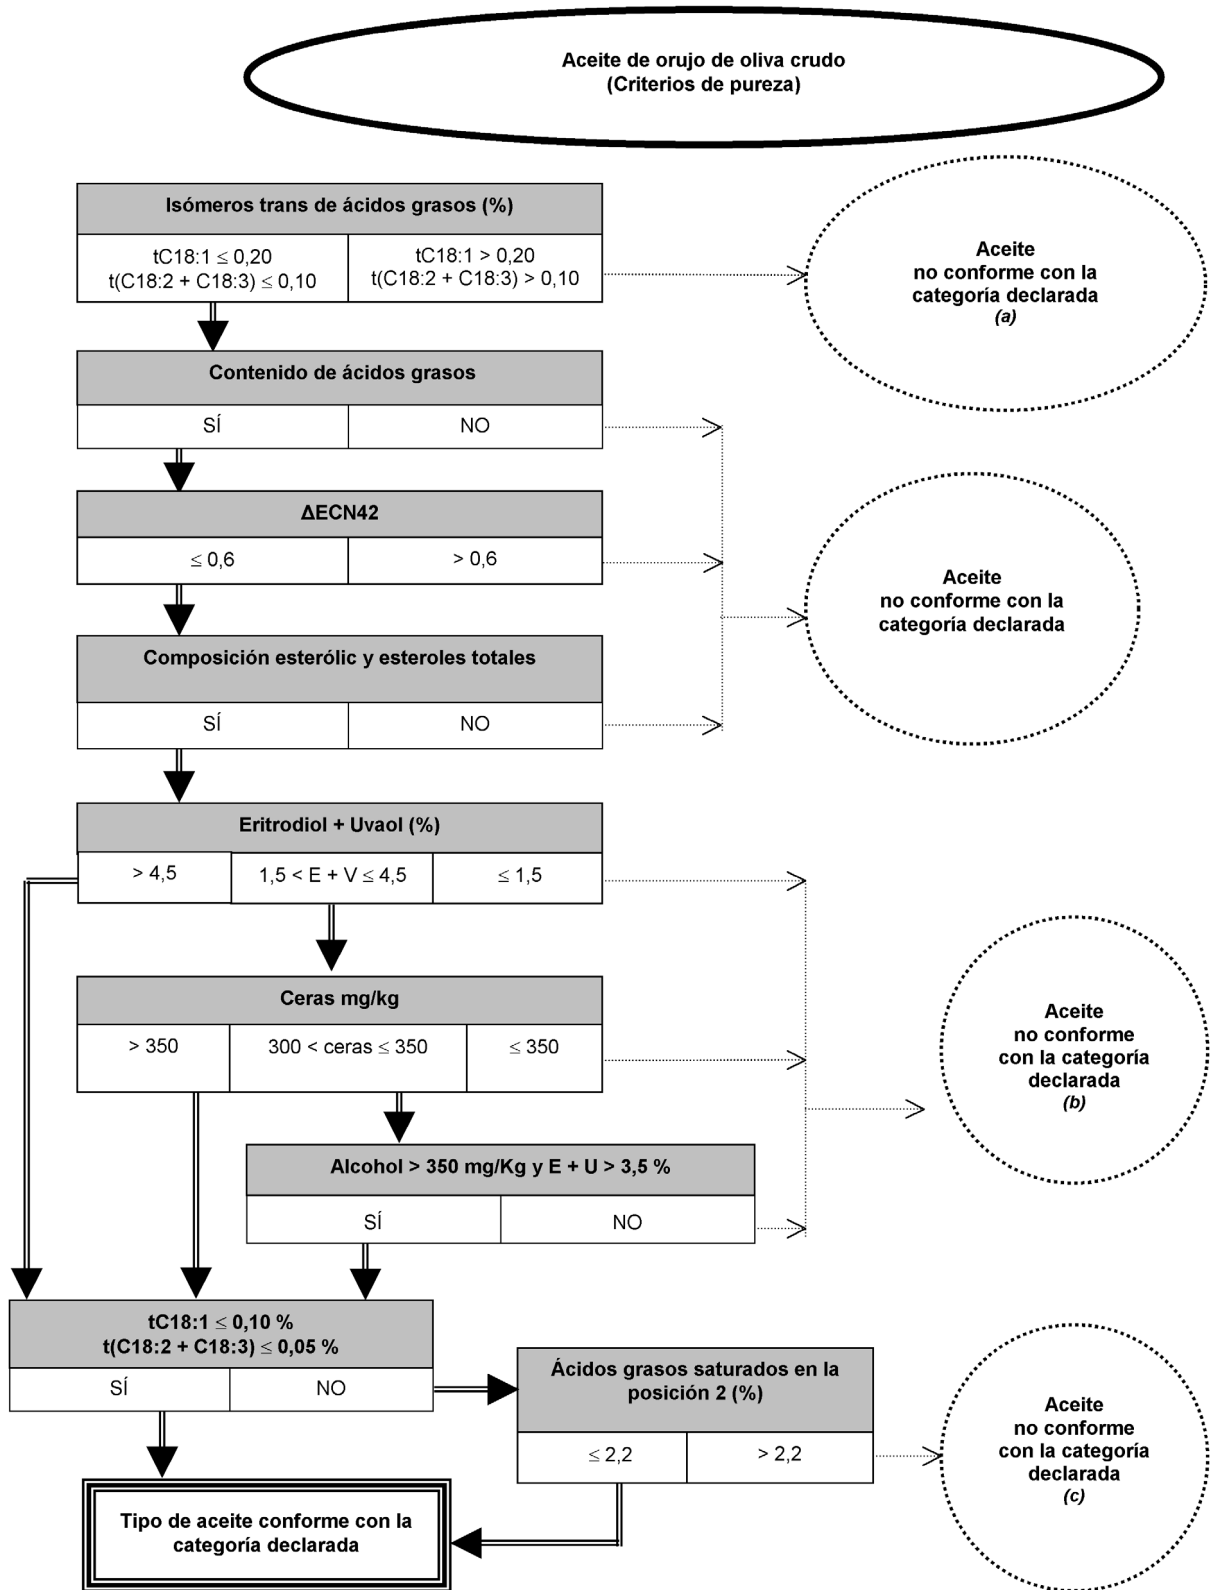 Aceite de orujo de oliva crudo
(Criterios de pureza)
Isómeros trans de ácidos grasos (%)
tC18:1 ≤ 0,20
t(C18:2 + C18:3) ≤ 0,10
tC18:1 > 0,20
t(C18:2 + C18:3) > 0,10
Aceite
no conforme con la
categoría declarada
(a)
Contenido de ácidos grasos
SÍ
NO
ΔECN42
≤ 0,6
> 0,6
Aceite
no conforme con la
categoría declarada
Composición esterólic y esteroles totales
SÍ
NO
Eritrodiol + Uvaol (%)
> 4,5
1,5 < E + V ≤ 4,5
≤ 1,5
Ceras mg/kg
> 350
300 < ceras ≤ 350
≤ 350
Aceite
no conforme
con la categoría
declarada
(b)
Alcohol > 350 mg/Kg y E + U > 3,5 %
SÍ
NO
tC18:1 ≤ 0,10 %
t(C18:2 + C18:3) ≤ 0,05 %
SÍ
NO
Ácidos grasos saturados en la
posición 2 (%)
≤ 2,2
> 2,2
Aceite
no conforme
con la categoría
declarada
(c)
Tipo de aceite conforme con la
categoría declarada